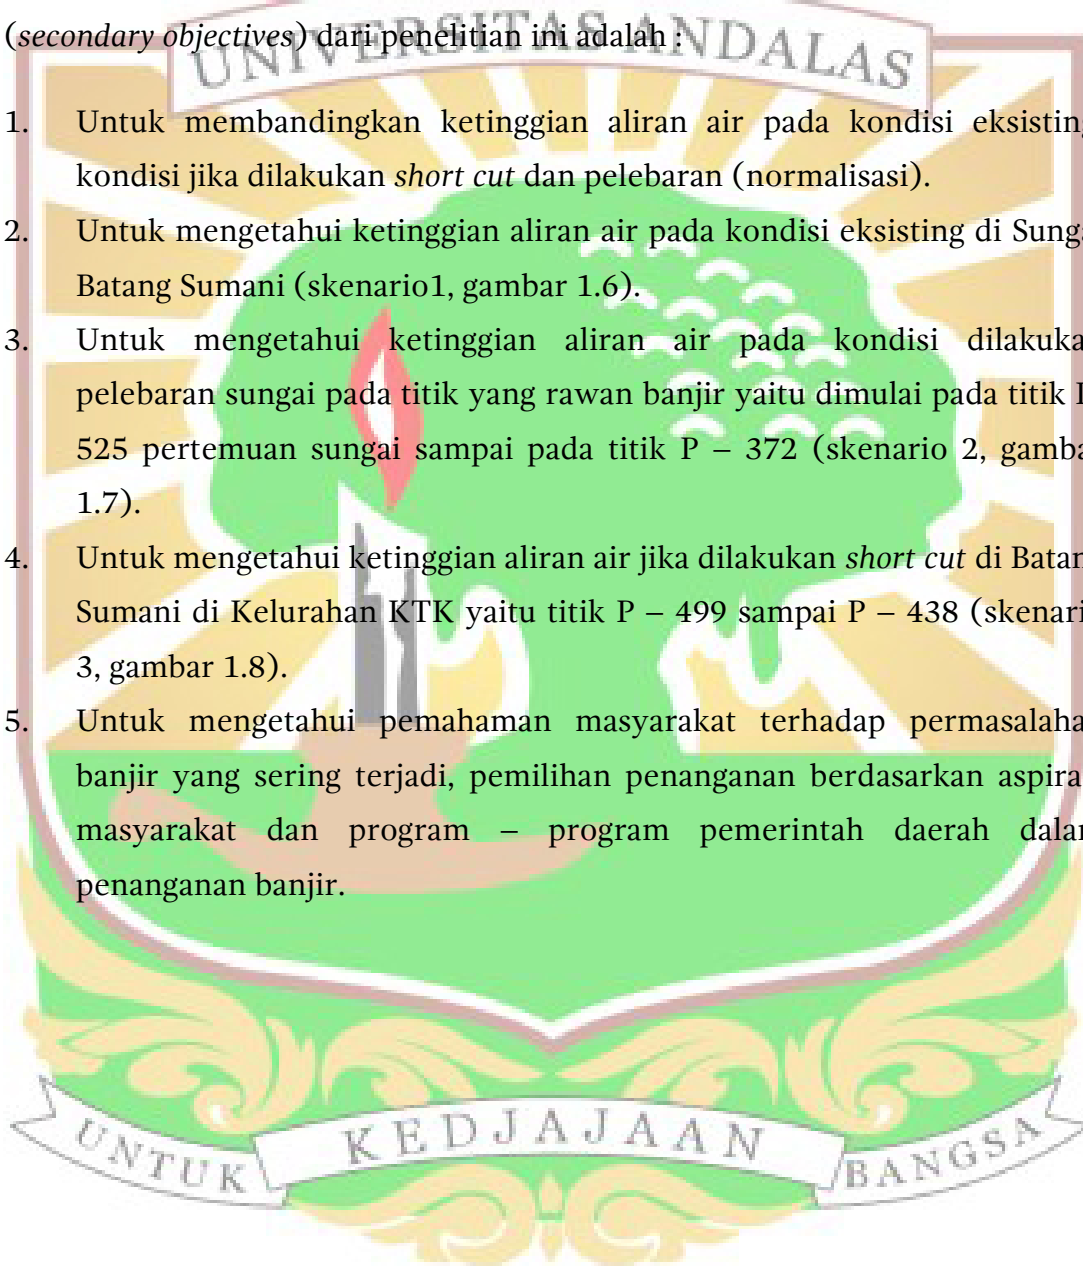 (secondary objectives) dari penelitian ini adalah :
UNIVERSITAS ANDALAS
1. Untuk membandingkan ketinggian aliran air pada kondisi eksisting
kondisi jika dilakukan short cut dan pelebaran (normalisasi).
2. Untuk mengetahui ketinggian aliran air pada kondisi eksisting di Sunga
Batang Sumani (skenario1, gambar 1.6).
3. Untuk mengetahui ketinggian aliran air pada kondisi dilakuka
pelebaran sungai pada titik yang rawan banjir yaitu dimulai pada titik P
525 pertemuan sungai sampai pada titik P – 372 (skenario 2, gamba
1.7).
4. Untuk mengetahui ketinggian aliran air jika dilakukan short cut di Batan
Sumani di Kelurahan KTK yaitu titik P – 499 sampai P – 438 (skenari
3, gambar 1.8).
5. Untuk mengetahui pemahaman masyarakat terhadap permasalaha
banjir yang sering terjadi, pemilihan penanganan berdasarkan aspira
masyarakat dan program – program pemerintah daerah dalam
penanganan banjir.
UNTUK KEDJAJAAN BANGSA